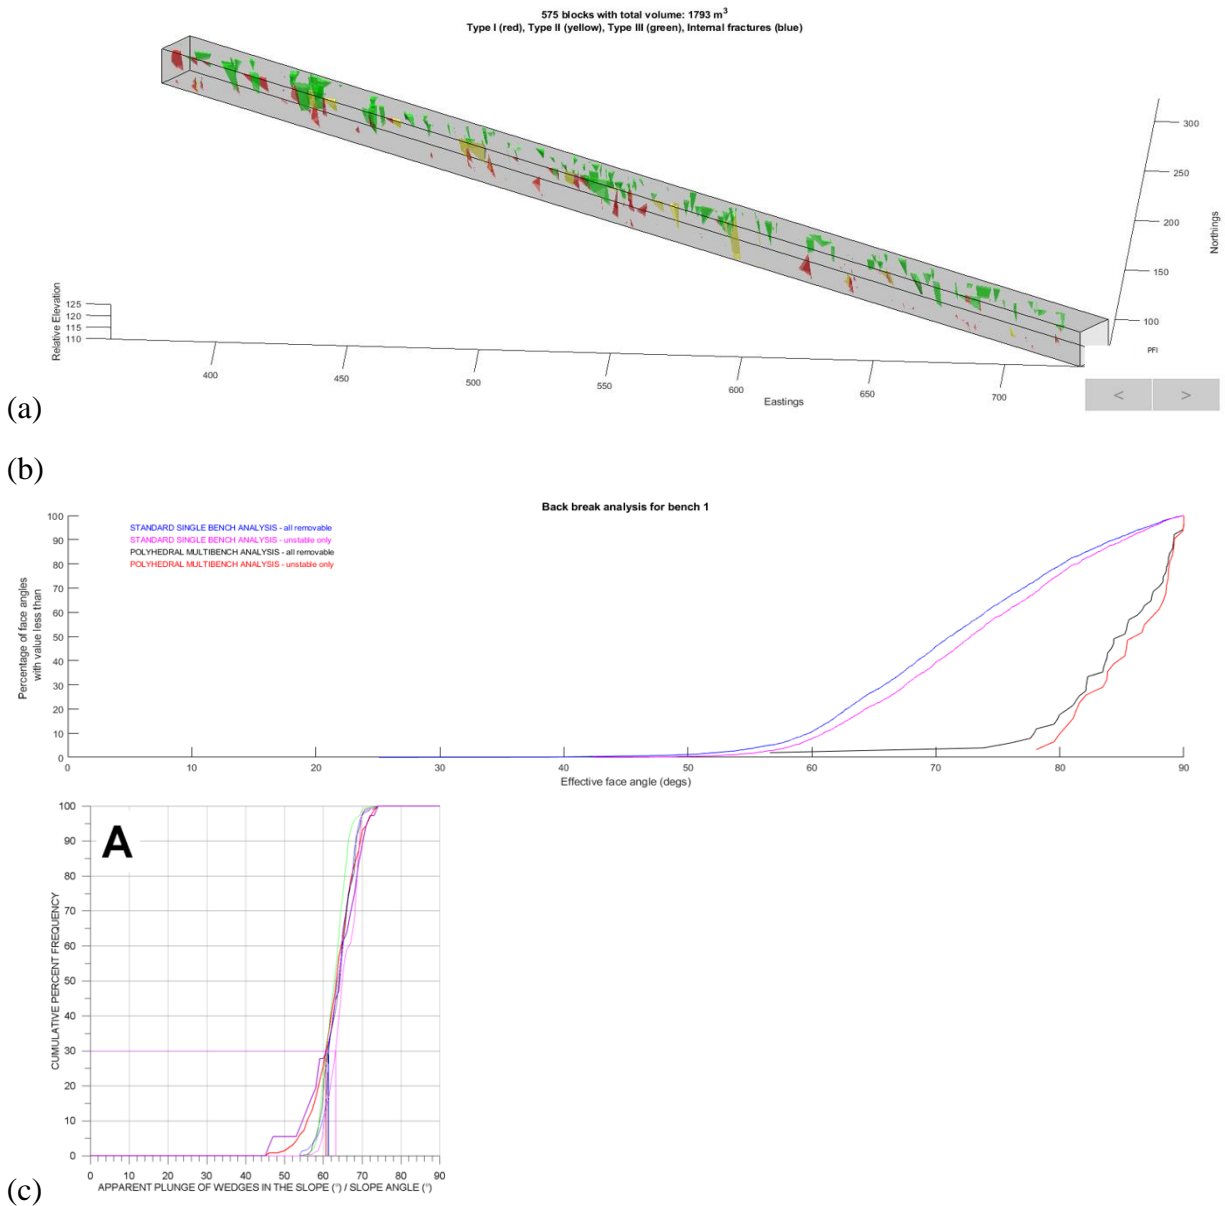 575 blocks with total volume: 1793 m³
Type I (red), Type II (yellow), Type III (green), Internal fractures (blue)
300
250
200
150
100
Northings
PFI
Relative Elevation
125
120
115
110
400
450
500
550
600
650
700
Eastings
< >
(a)
(b)
Back break analysis for bench 1
STANDARD SINGLE BENCH ANALYSIS - all removable
STANDARD SINGLE BENCH ANALYSIS - unstable only
POLYHEDRAL MULTIBENCH ANALYSIS - all removable
POLYHEDRAL MULTIBENCH ANALYSIS - unstable only
Percentage of face angles
with value less than
100
90
80
70
60
50
40
30
20
10
0
0 10 20 30 40 50 60 70 80 90
Effective face angle (degs)
A
CUMULATIVE PERCENT FREQUENCY
100
90
80
70
60
50
40
30
20
10
0
0 10 20 30 40 50 60 70 80 90
APPARENT PLUNGE OF WEDGES IN THE SLOPE (°) / SLOPE ANGLE (°)
(c)